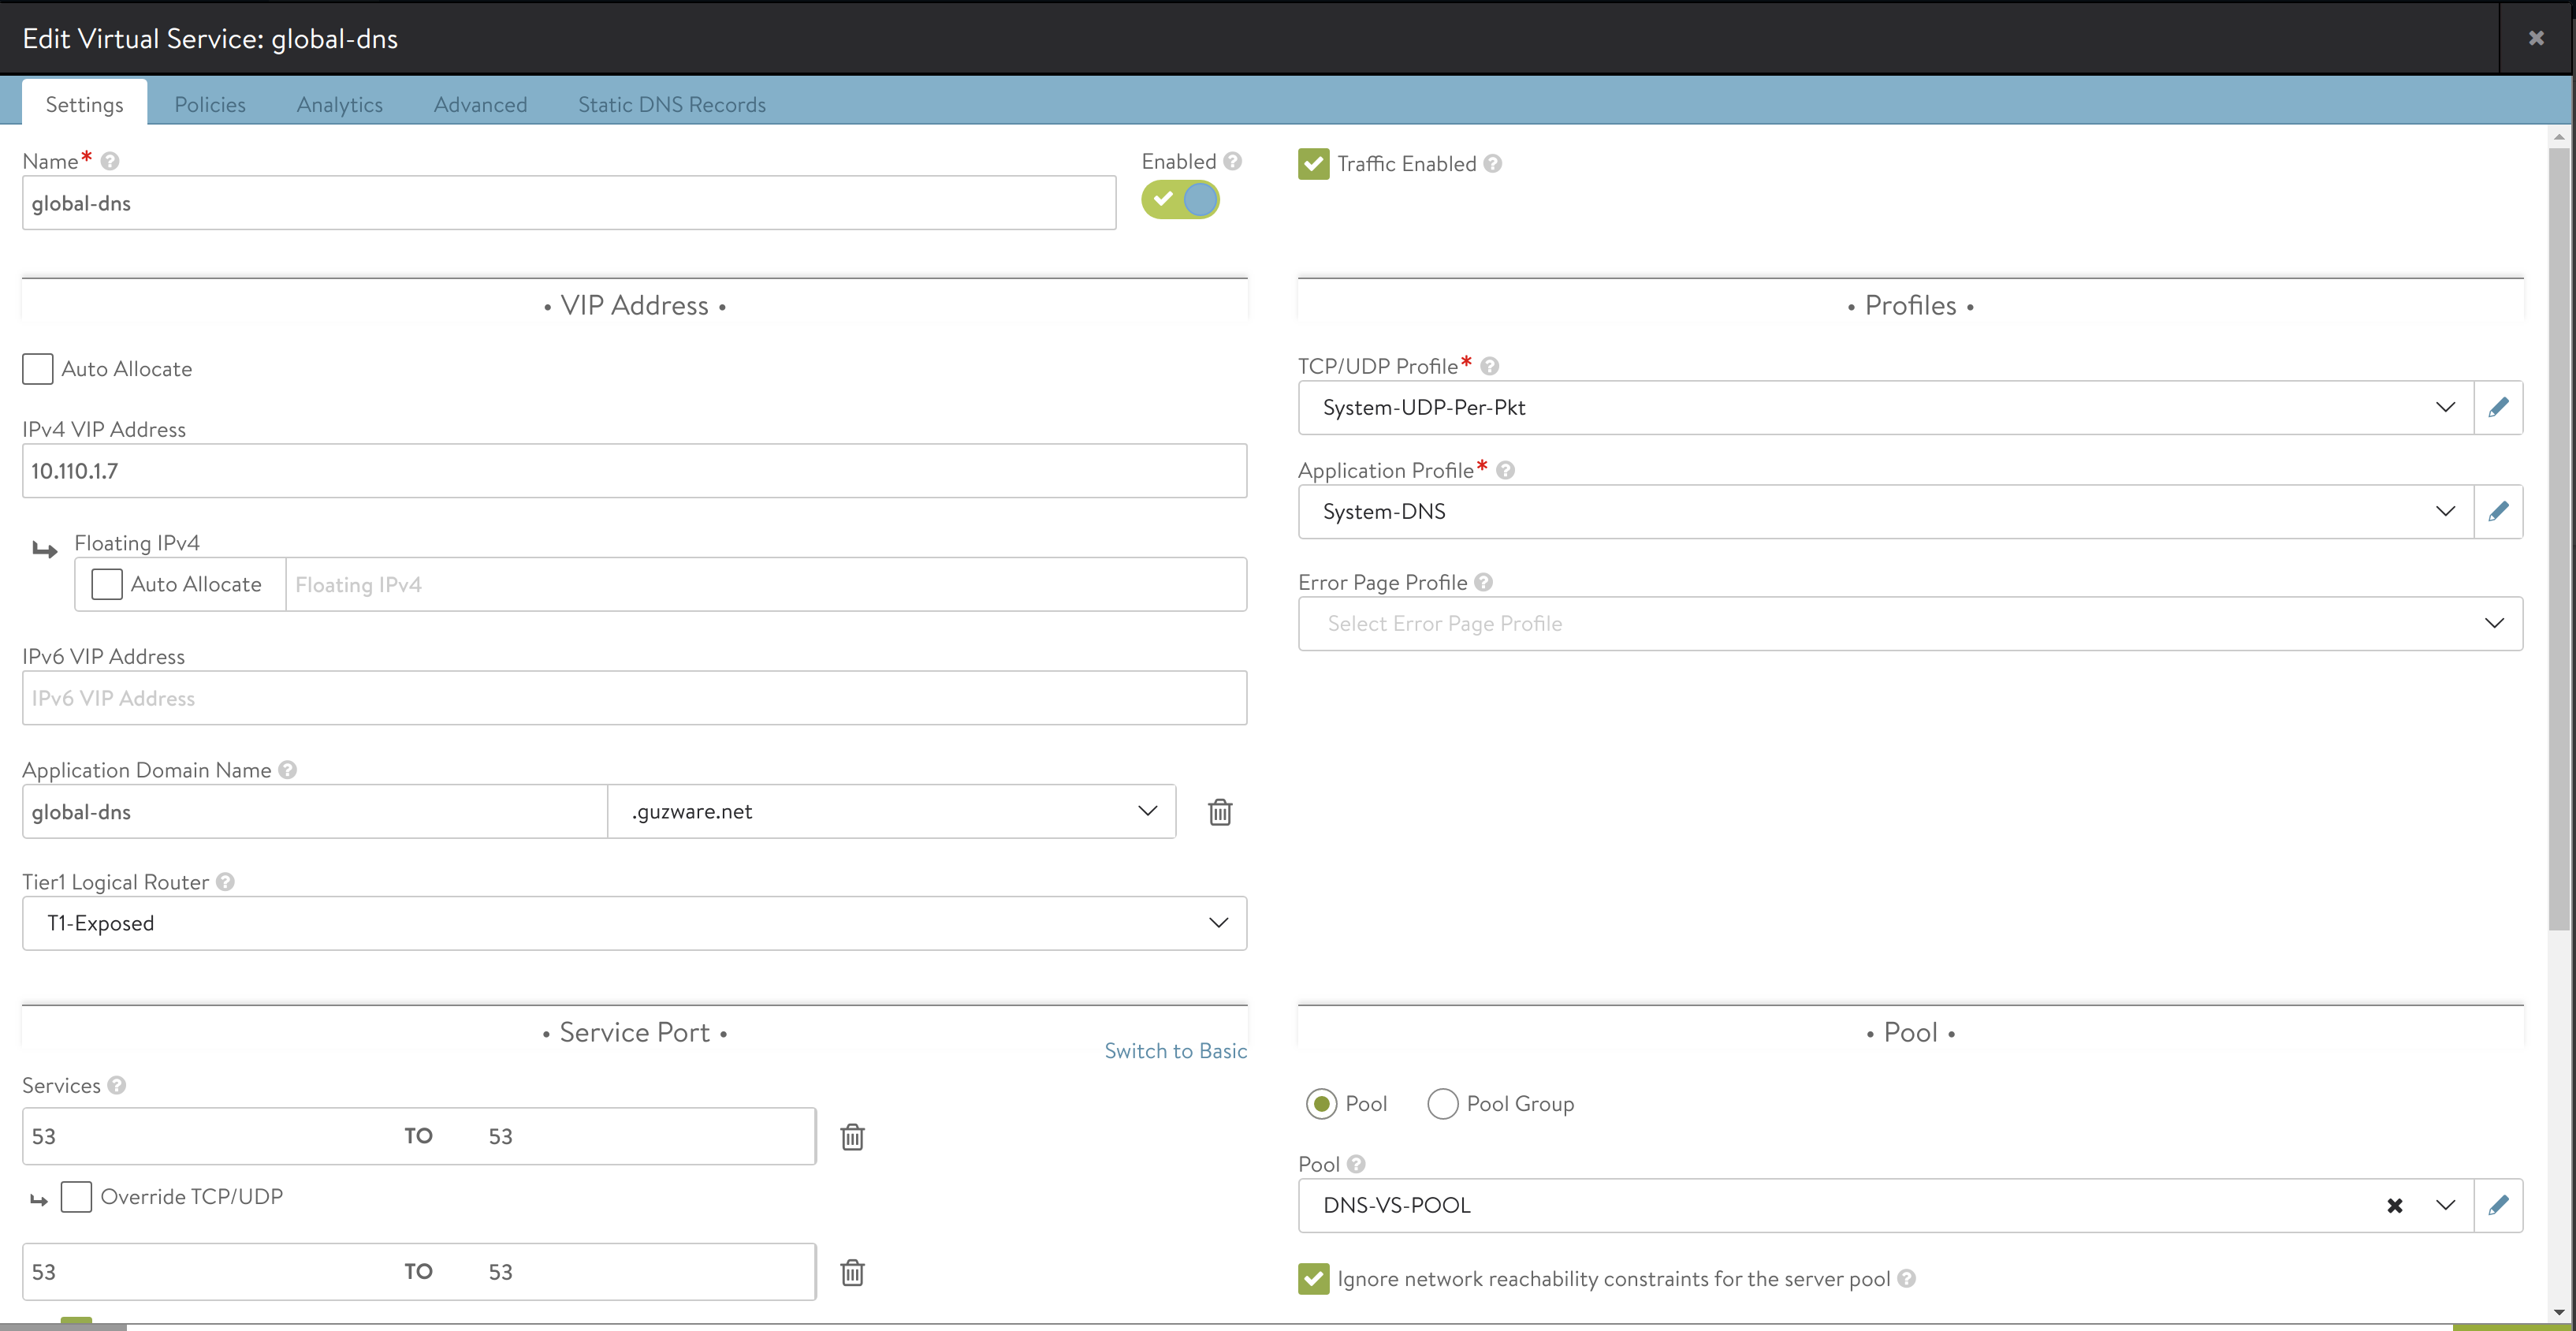 Edit Virtual Service: global-dns
Settings
Policies
Analytics
Advanced
Static DNS Records
Name*
global-dns
Enabled
Traffic Enabled
• VIP Address •
Auto Allocate
IPv4 VIP Address
10.110.1.7
Floating IPv4
Auto Allocate
Floating IPv4
IPv6 VIP Address
IPv6 VIP Address
Application Domain Name
global-dns
.guzware.net
Tier1 Logical Router
T1-Exposed
• Profiles •
TCP/UDP Profile*
System-UDP-Per-Pkt
Application Profile*
System-DNS
Error Page Profile
Select Error Page Profile
• Service Port •
Switch to Basic
Services
53 TO 53
Override TCP/UDP
53 TO 53
• Pool •
Pool
Pool Group
Pool
DNS-VS-POOL
Ignore network reachability constraints for the server pool